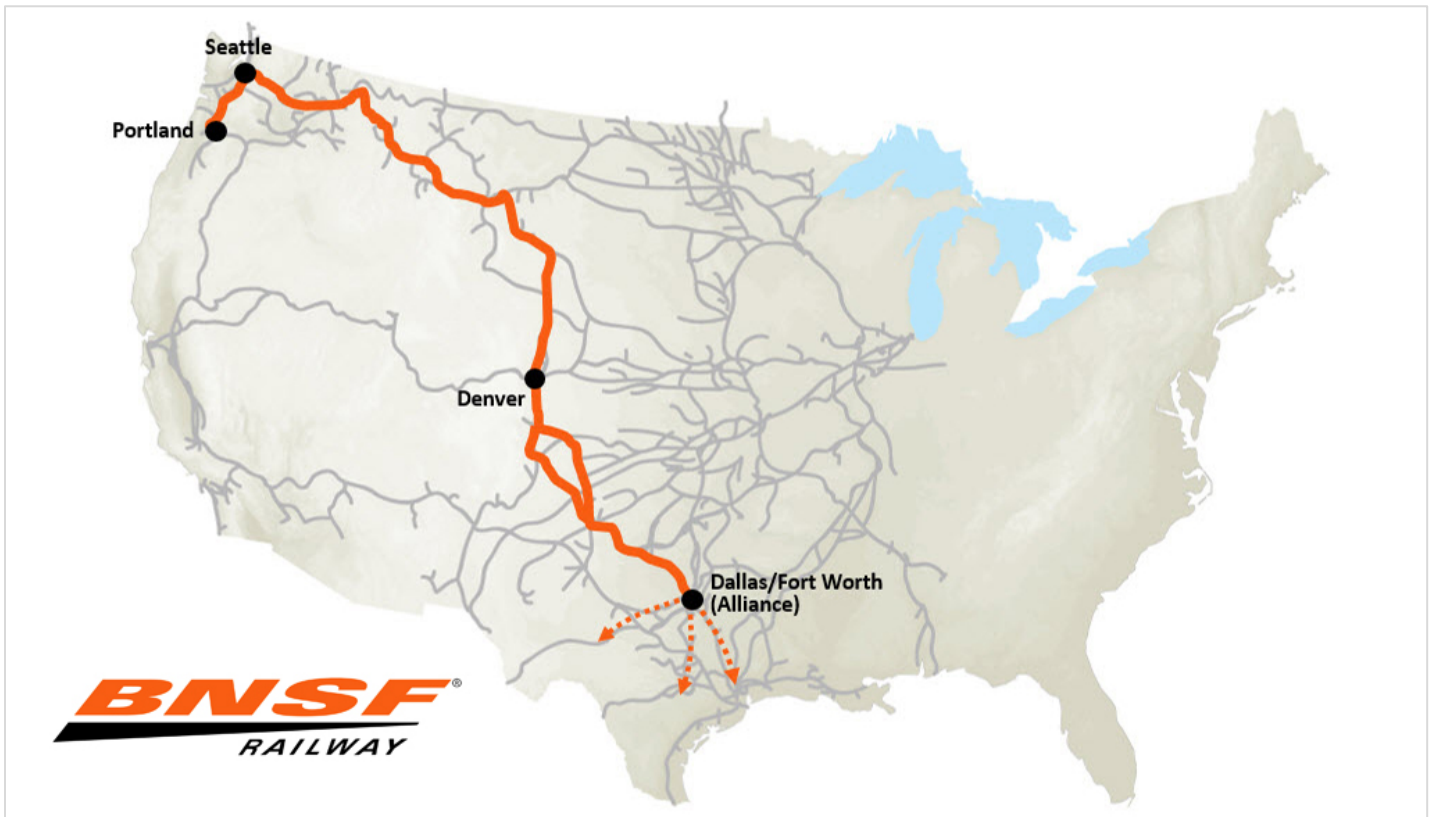 Seattle
Portland
Denver
Dallas/Fort Worth
(Alliance)
BNSF®
RAILWAY